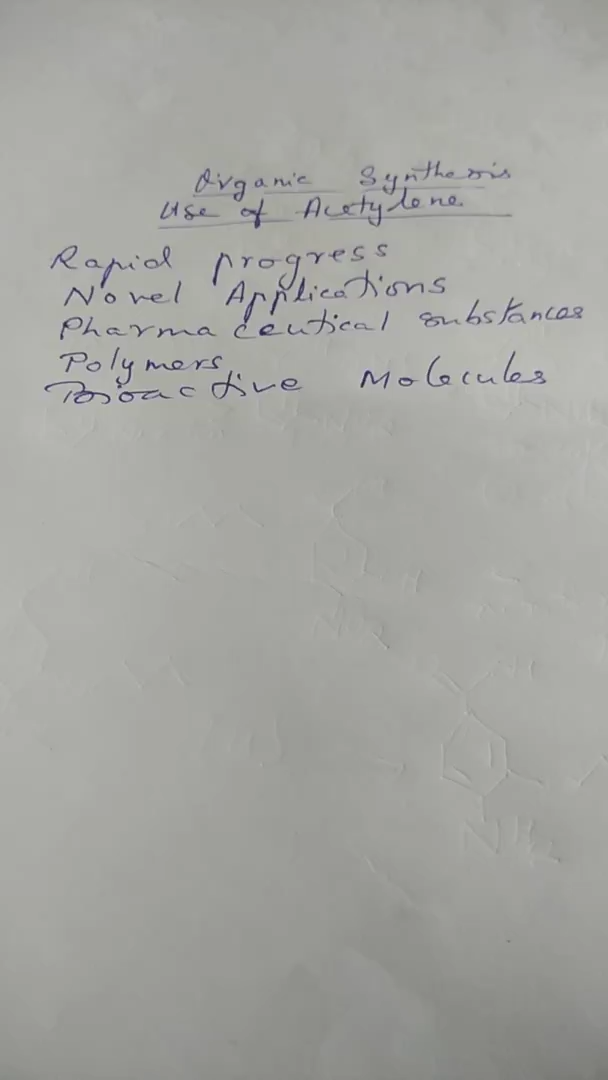 Organic Synthesis
Use of Acetylene
Rapid progress
Novel Applications
Pharmaceutical substances
Polymers
Bioactive Molecules